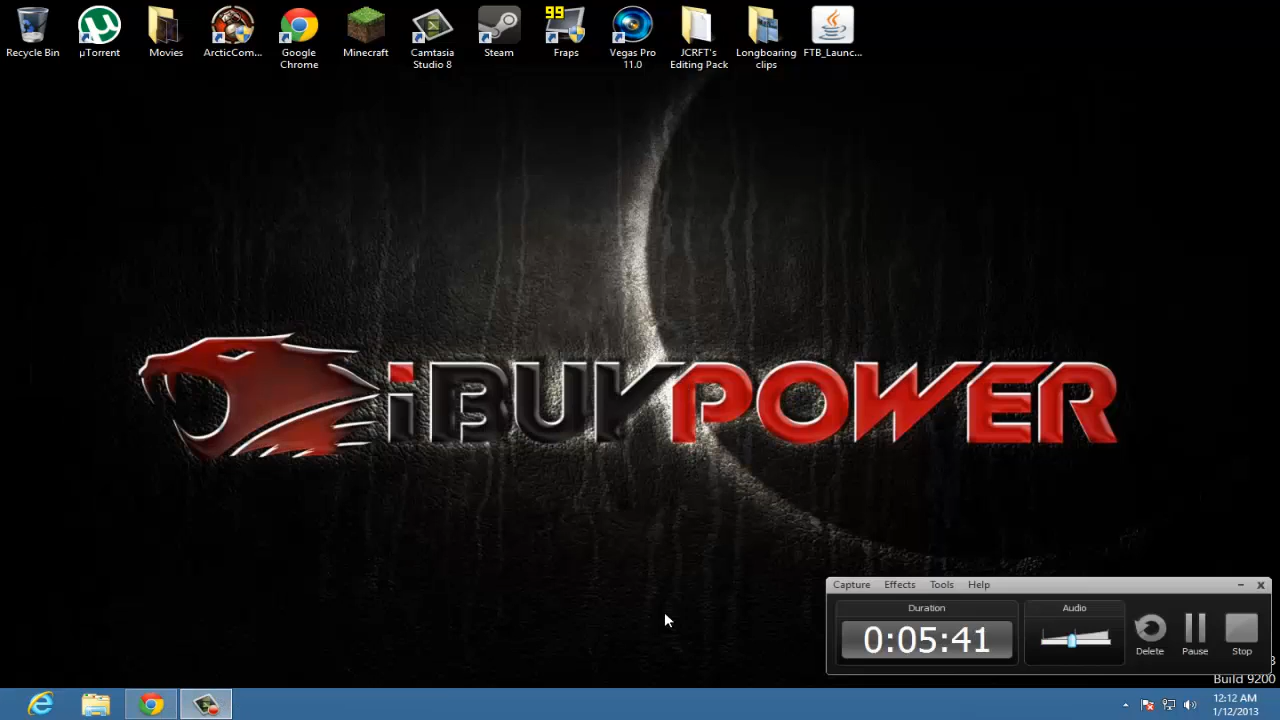 99
Recycle Bin
µTorrent
Movies
ArcticCom...
Google
Chrome
Minecraft
Camtasia
Studio 8
Steam
Fraps
Vegas Pro
11.0
JCRFT's
Editing Pack
Longboaring
clips
FTB_Launc...
iBUYPOWER
Capture Effects Tools Help
Duration
0:05:41
Audio
Delete
Pause
Stop
Build 9200
12:12 AM
1/12/2013